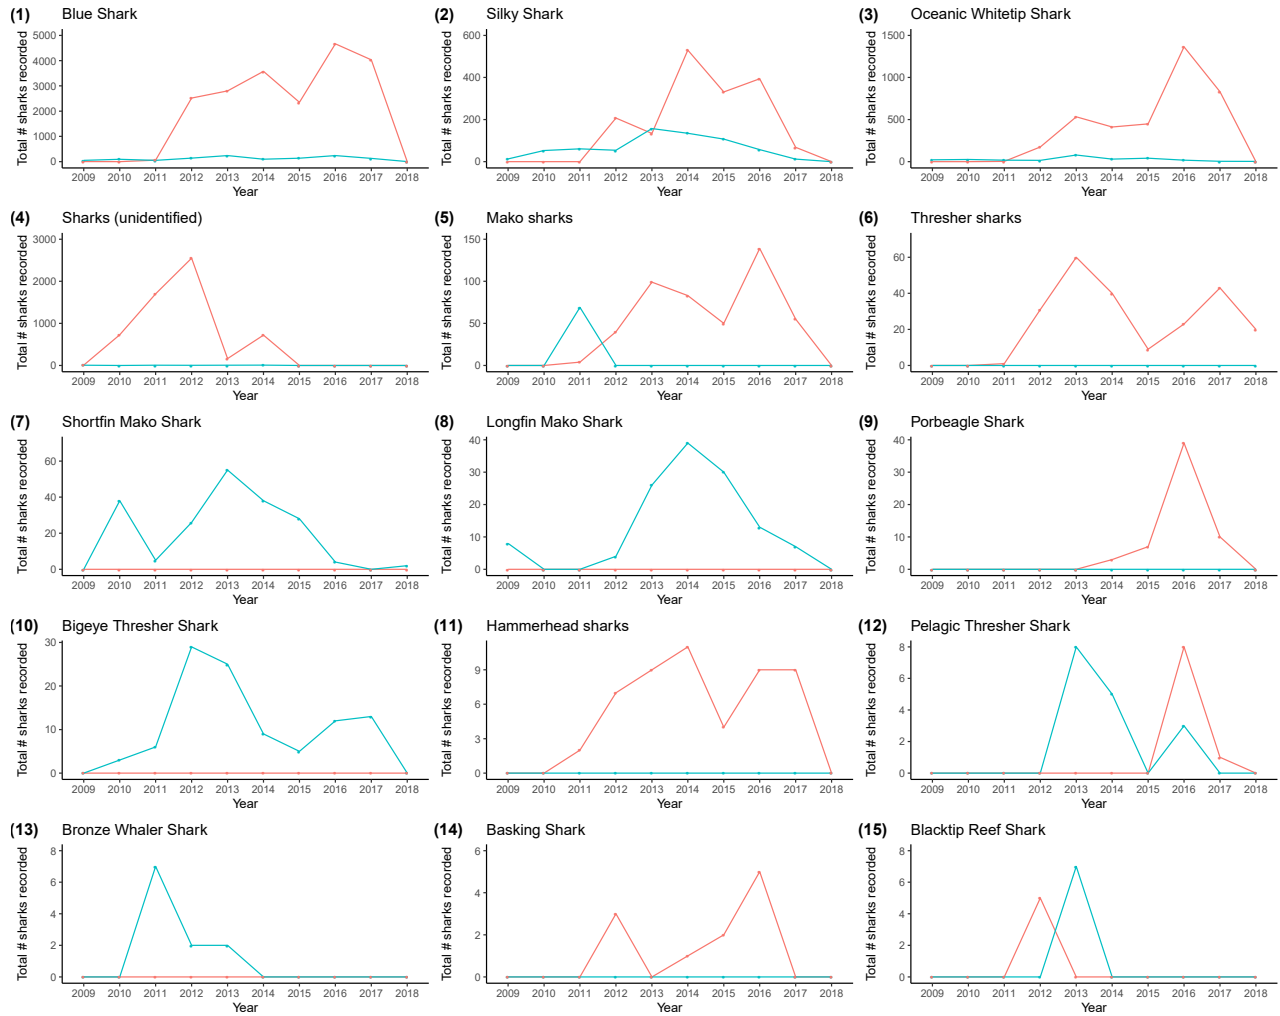 (1) Blue Shark
Total # sharks recorded
5000
4000
3000
2000
1000
0
2009 2010 2011 2012 2013 2014 2015 2016 2017 2018
Year
(2) Silky Shark
Total # sharks recorded
600
400
200
0
2009 2010 2011 2012 2013 2014 2015 2016 2017 2018
Year
(3) Oceanic Whitetip Shark
Total # sharks recorded
1500
1000
500
0
2009 2010 2011 2012 2013 2014 2015 2016 2017 2018
Year
(4) Sharks (unidentified)
Total # sharks recorded
3000
2000
1000
0
2009 2010 2011 2012 2013 2014 2015 2016 2017 2018
Year
(5) Mako sharks
Total # sharks recorded
150
100
50
0
2009 2010 2011 2012 2013 2014 2015 2016 2017 2018
Year
(6) Thresher sharks
Total # sharks recorded
60
40
20
0
2009 2010 2011 2012 2013 2014 2015 2016 2017 2018
Year
(7) Shortfin Mako Shark
Total # sharks recorded
60
40
20
0
2009 2010 2011 2012 2013 2014 2015 2016 2017 2018
Year
(8) Longfin Mako Shark
Total # sharks recorded
40
30
20
10
0
2009 2010 2011 2012 2013 2014 2015 2016 2017 2018
Year
(9) Porbeagle Shark
Total # sharks recorded
40
30
20
10
0
2009 2010 2011 2012 2013 2014 2015 2016 2017 2018
Year
(10) Bigeye Thresher Shark
Total # sharks recorded
30
20
10
0
2009 2010 2011 2012 2013 2014 2015 2016 2017 2018
Year
(11) Hammerhead sharks
Total # sharks recorded
9
6
3
0
2009 2010 2011 2012 2013 2014 2015 2016 2017 2018
Year
(12) Pelagic Thresher Shark
Total # sharks recorded
8
6
4
2
0
2009 2010 2011 2012 2013 2014 2015 2016 2017 2018
Year
(13) Bronze Whaler Shark
Total # sharks recorded
8
6
4
2
0
2009 2010 2011 2012 2013 2014 2015 2016 2017 2018
Year
(14) Basking Shark
Total # sharks recorded
6
4
2
0
2009 2010 2011 2012 2013 2014 2015 2016 2017 2018
Year
(15) Blacktip Reef Shark
Total # sharks recorded
8
6
4
2
0
2009 2010 2011 2012 2013 2014 2015 2016 2017 2018
Year